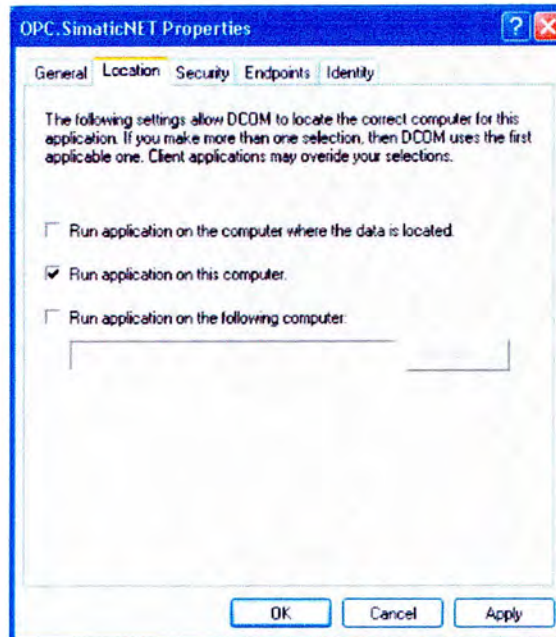 OPC.SimaticNET Properties
General Location Security Endpoints Identity
The following settings allow DCOM to locate the correct computer for this
application. If you make more than one selection, then DCOM uses the first
applicable one. Client applications may overide your selections.
Run application on the computer where the data is located.
Run application on this computer.
Run application on the following computer:
OK Cancel Apply